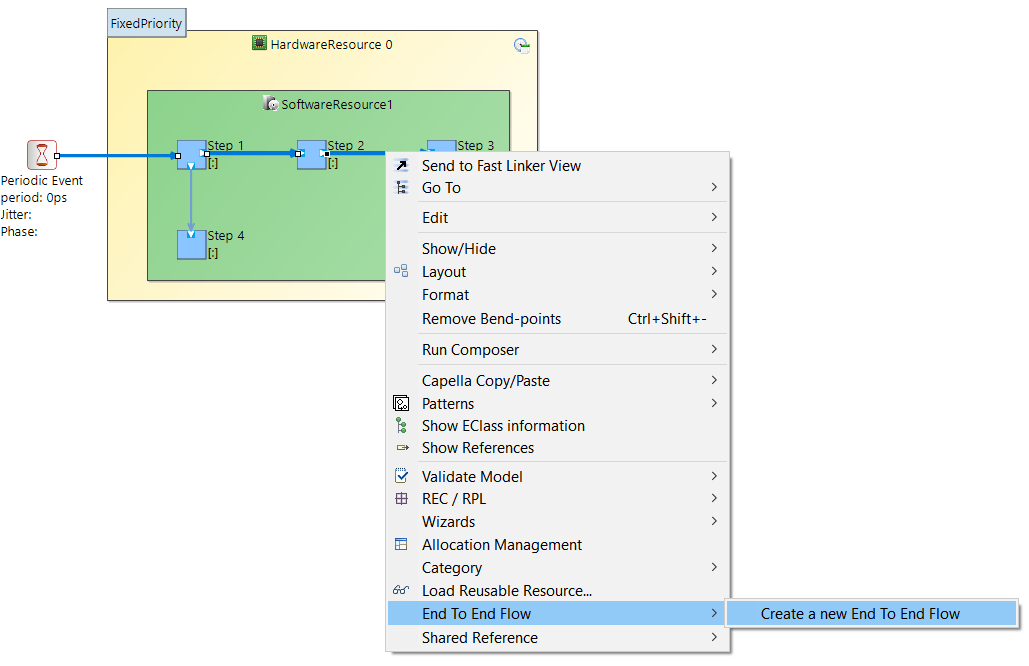 FixedPriority
HardwareResource 0
SoftwareResource1
Step 1
[:]
Step 2
[:]
Step 3
Periodic Event
period: 0ps
Jitter:
Phase:
Step 4
[:]
Send to Fast Linker View
Go To
Edit
Show/Hide
Layout
Format
Remove Bend-points Ctrl+Shift+-
Run Composer
Capella Copy/Paste
Patterns
Show EClass information
Show References
Validate Model
REC / RPL
Wizards
Allocation Management
Category
Load Reusable Resource...
End To End Flow
Create a new End To End Flow
Shared Reference